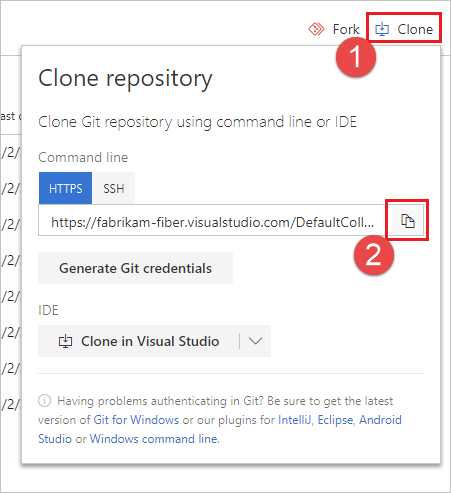 Fork
Clone
1
Clone repository
Clone Git repository using command line or IDE
Command line
HTTPS
SSH
https://fabrikam-fiber.visualstudio.com/DefaultColl...
2
Generate Git credentials
IDE
Clone in Visual Studio
Having problems authenticating in Git? Be sure to get the latest
version of Git for Windows or our plugins for IntelliJ, Eclipse, Android
Studio or Windows command line.